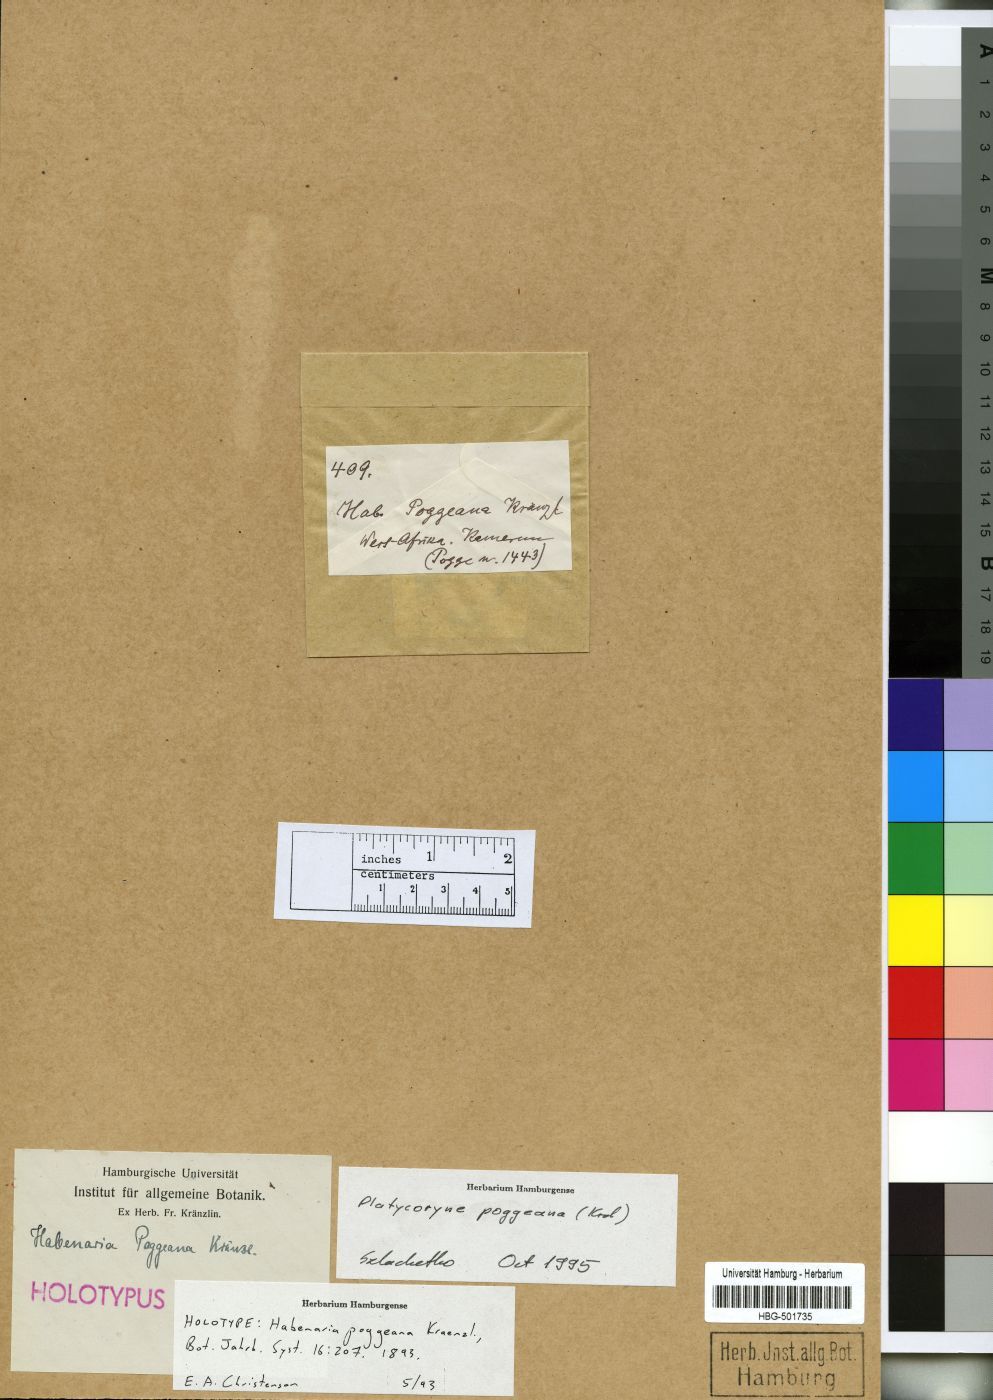 409.
Hab. Poggeana Kränzl
West-Afrika. Kamerun
(Pogge n. 1443)
inches 1 2
centimeters
1 2 3 4 5
Hamburgische Universität
Institut für allgemeine Botanik.
Ex Herb. Fr. Kränzlin.
Habenaria Poggeana Kränzl.
HOLOTYPUS
Herbarium Hamburgense
Platycoryne poggeana (Krzl)
Szlachetko Oct 1995
Herbarium Hamburgense
HOLOTYPE: Habenaria poggeana Kraenzl.,
Bot. Jahrb. Syst. 16:207. 1893.
E. A. Christenson 5/93
Universität Hamburg - Herbarium
HBG-501735
Herb. Inst. allg. Bot.
Hamburg
A
1
2
3
4
5
6
M
8
9
10
11
12
13
14
15
B
17
18
19